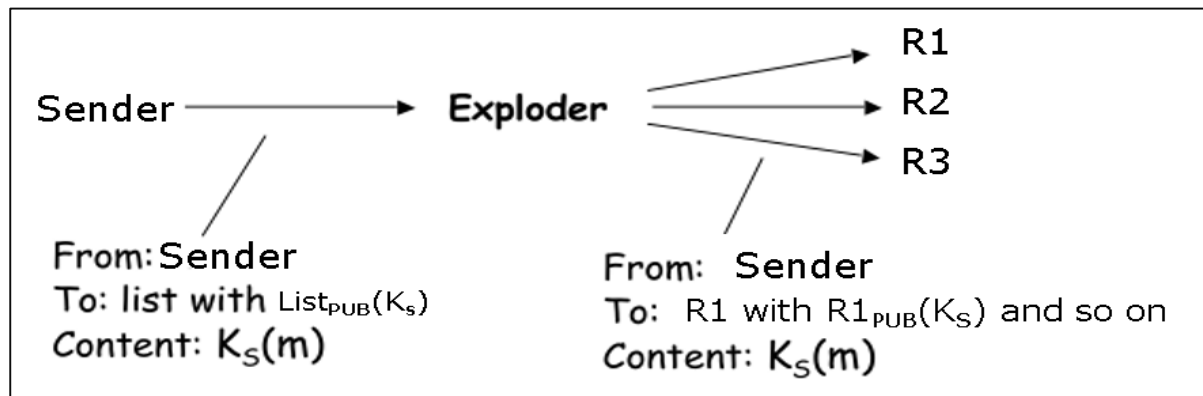 Sender
Exploder
R1
R2
R3
From: Sender
To: list with List_PUB(K_s)
Content: K_S(m)
From: Sender
To: R1 with R1_PUB(K_S) and so on
Content: K_S(m)